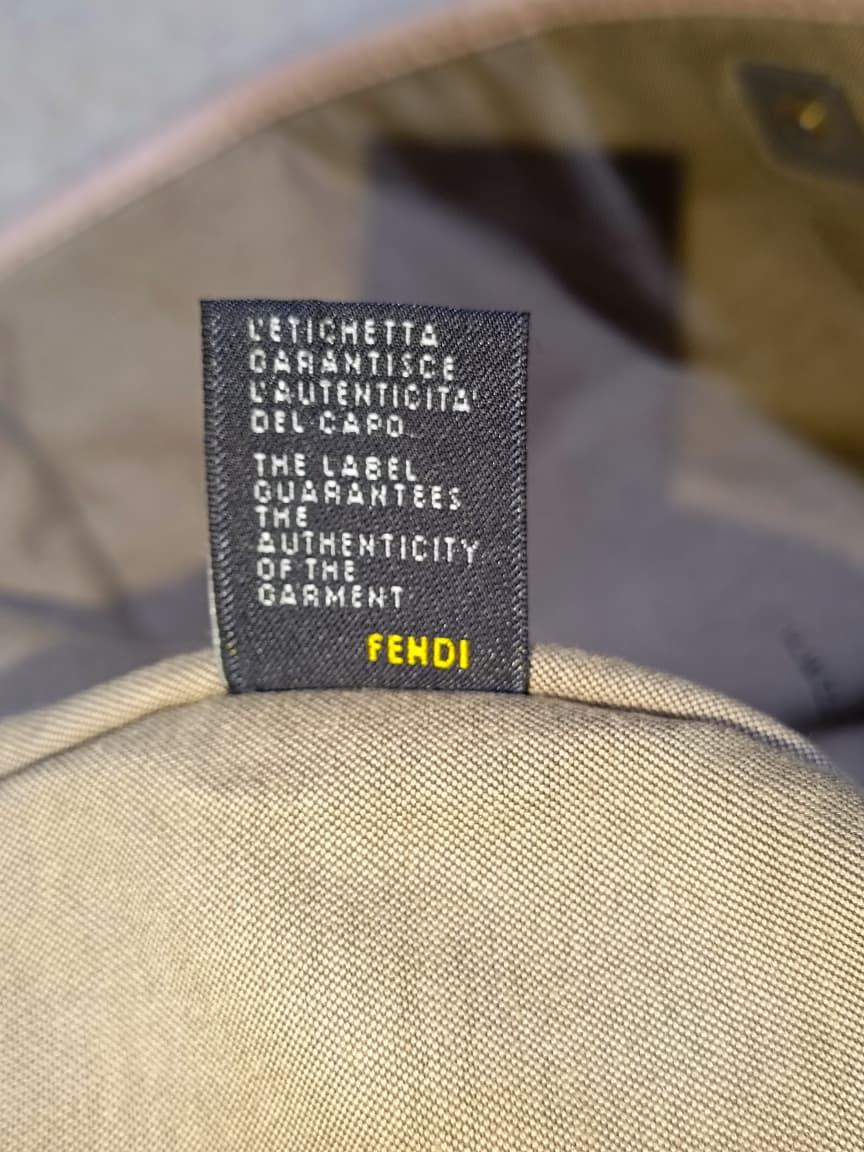 L'ETICHETTA
GARANTISCE
L'AUTENTICITA'
DEL CAPO.
THE LABEL
GUARANTEES
THE
AUTHENTICITY
OF THE
GARMENT
FENDI